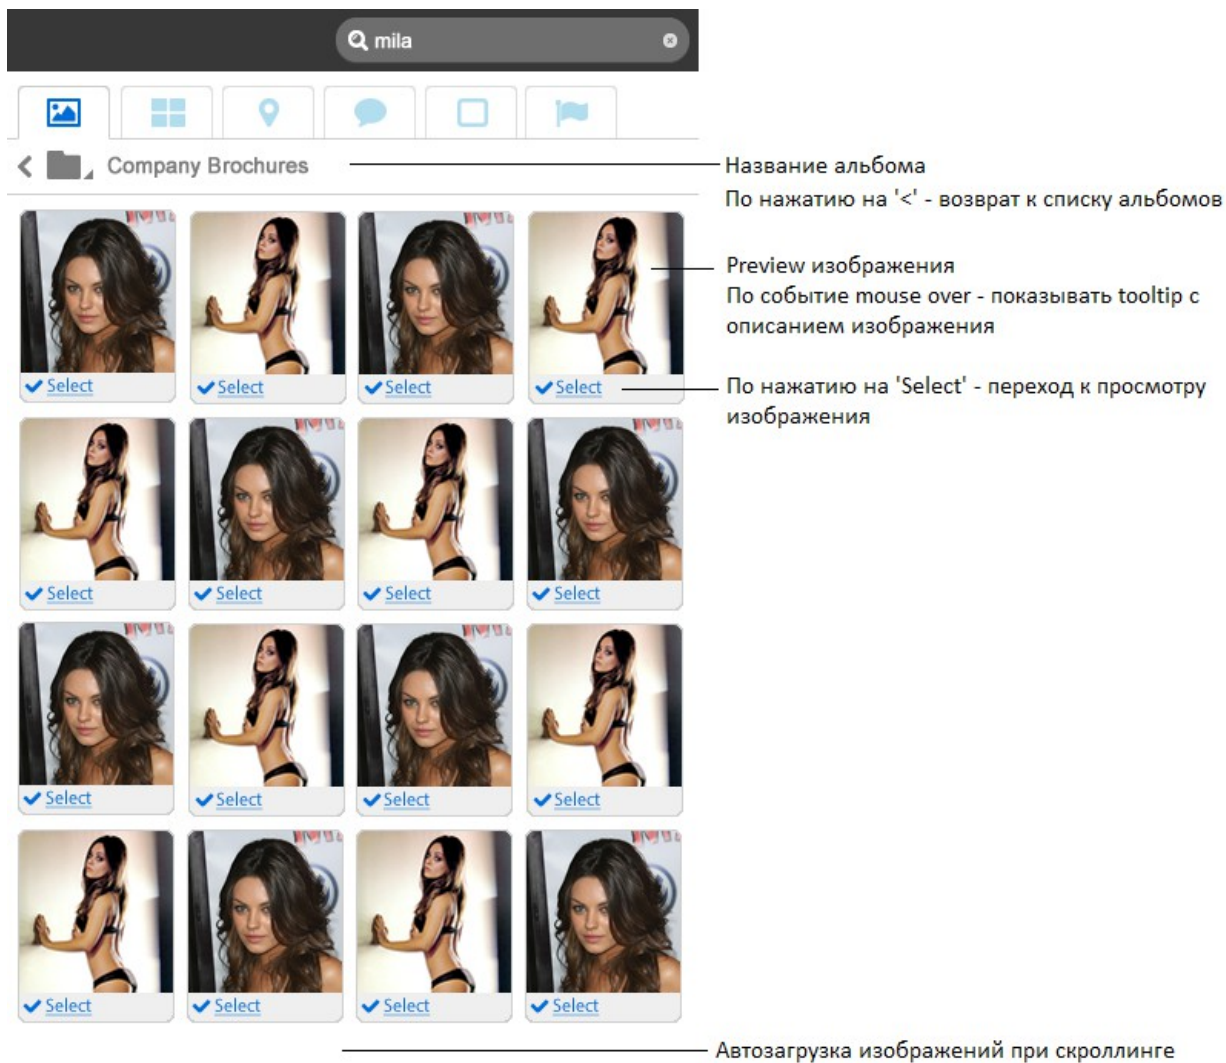 mila
Company Brochures
Название альбома
По нажатию на '<' - возврат к списку альбомов
Preview изображения
По событие mouse over - показывать tooltip с
описанием изображения
Select Select Select Select
По нажатию на 'Select' - переход к просмотру
изображения
Select Select Select Select
Select Select Select Select
Select Select Select Select
Автозагрузка изображений при скроллинге